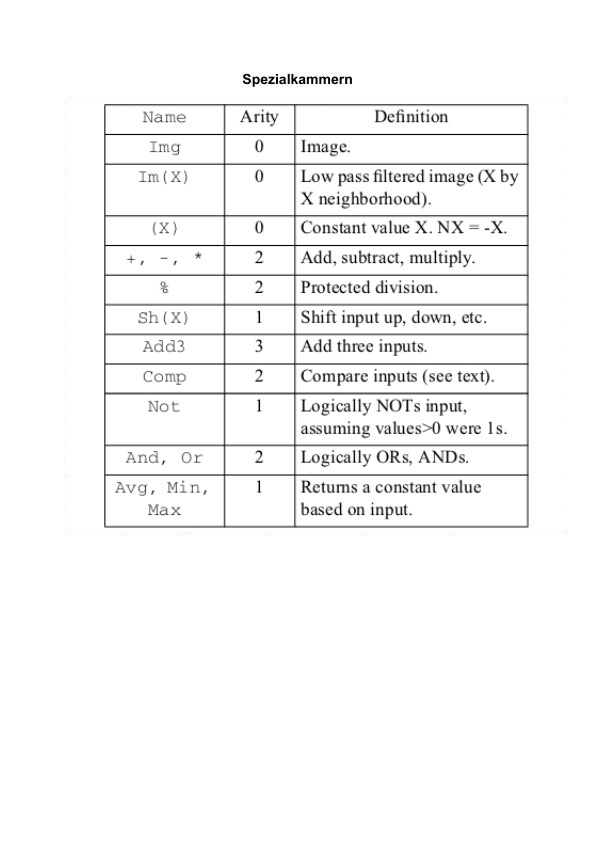 Spezialkammern
Name Arity Definition
Img 0 Image.
Im(X) 0 Low pass filtered image (X by
X neighborhood).
(X) 0 Constant value X. NX = -X.
+, -, * 2 Add, subtract, multiply.
% 2 Protected division.
Sh(X) 1 Shift input up, down, etc.
Add3 3 Add three inputs.
Comp 2 Compare inputs (see text).
Not 1 Logically NOTs input,
assuming values>0 were 1s.
And, Or 2 Logically ORs, ANDs.
Avg, Min, 1 Returns a constant value
Max based on input.